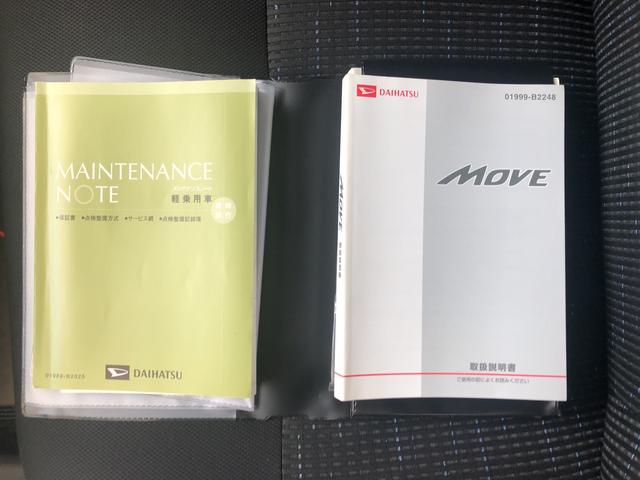 MAINTENANCE
NOTE
メンテナンスノート
軽乗用車
•保証書 •点検整備方式 •サービス網 •点検整備記録簿
01999-B2025
DAIHATSU
DAIHATSU
01999-B2248
MOVE
取扱説明書
ご使用の前によくお読みください
MOVE